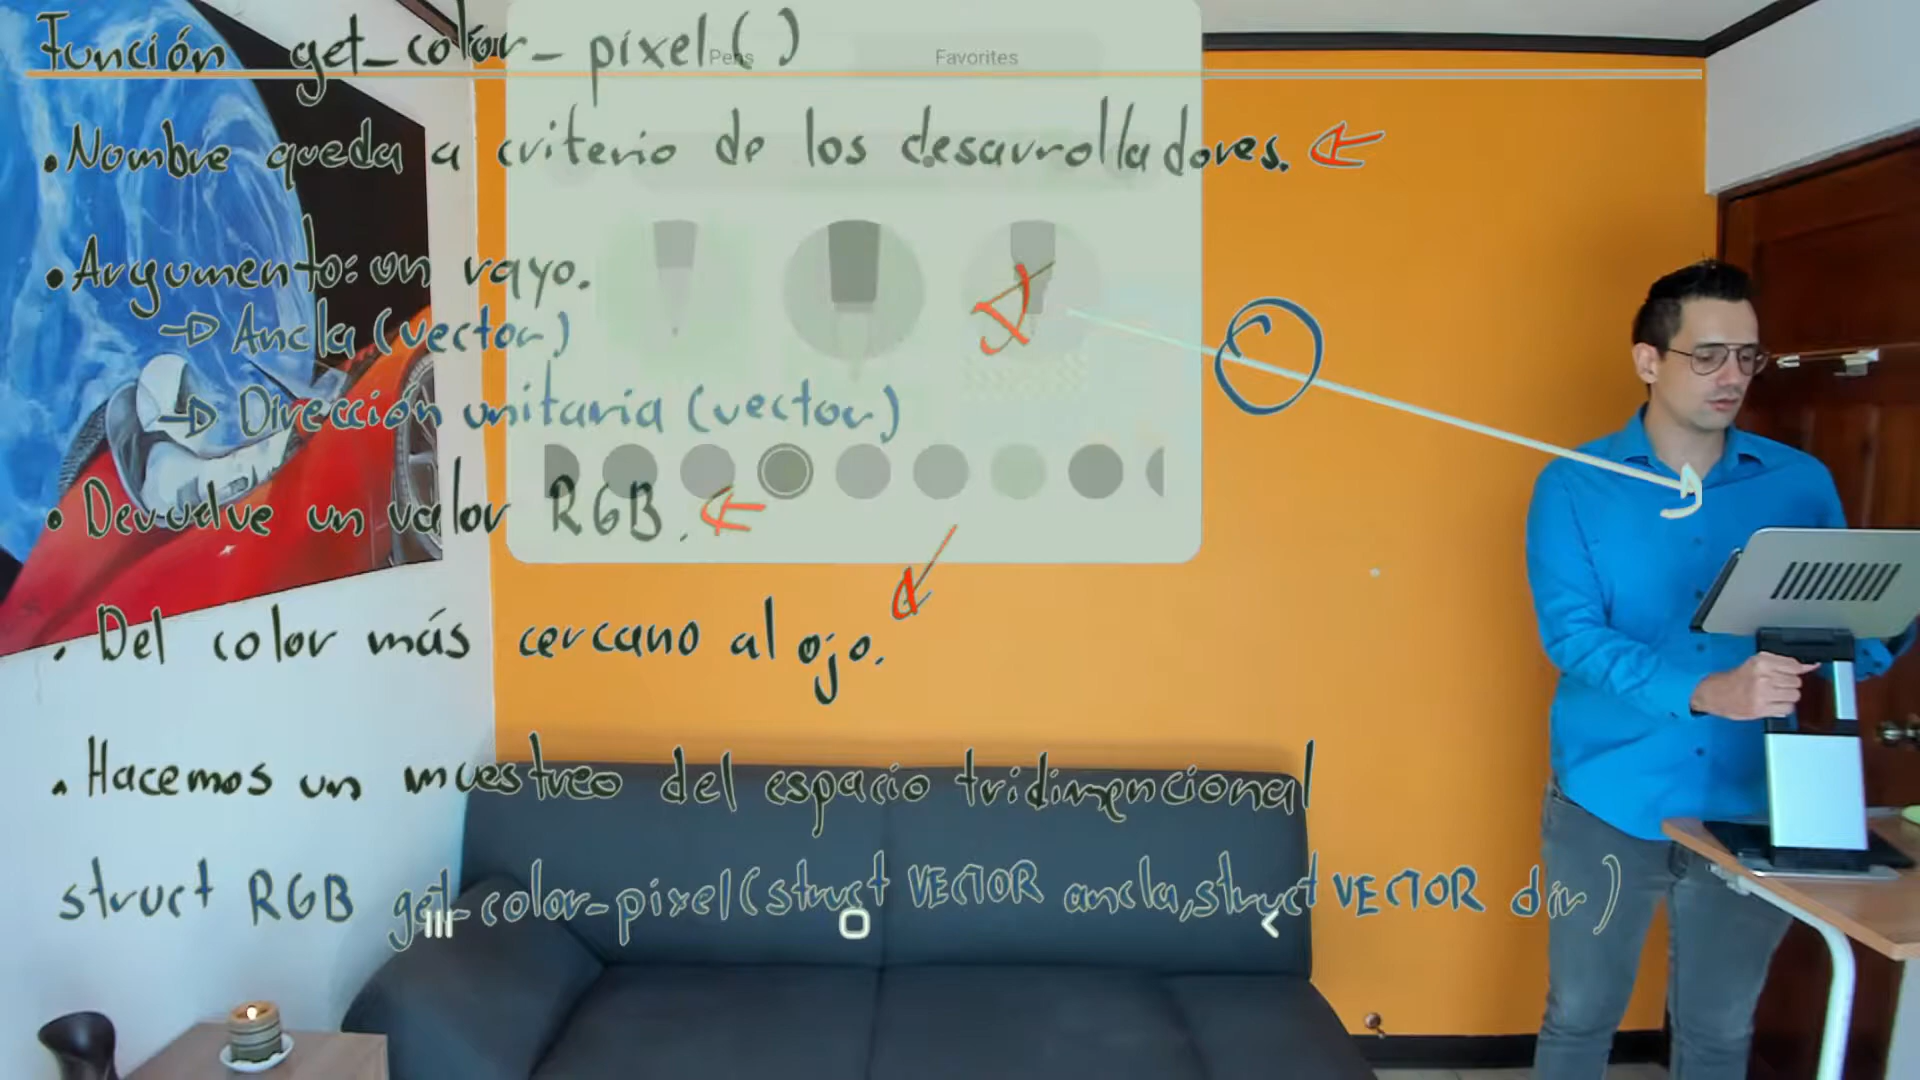 Función get_color_pixel()
Pens Favorites
• Nombre queda a criterio de los desarrolladores.
• Argumento: un rayo.
→ Ancla (vector)
→ Dirección unitaria (vector)
• Devuelve un valor RGB.
. Del color más cercano al ojo.
. Hacemos un muestreo del espacio tridimencional
struct RGB get_color_pixel(struct VECTOR ancla, struct VECTOR dir)